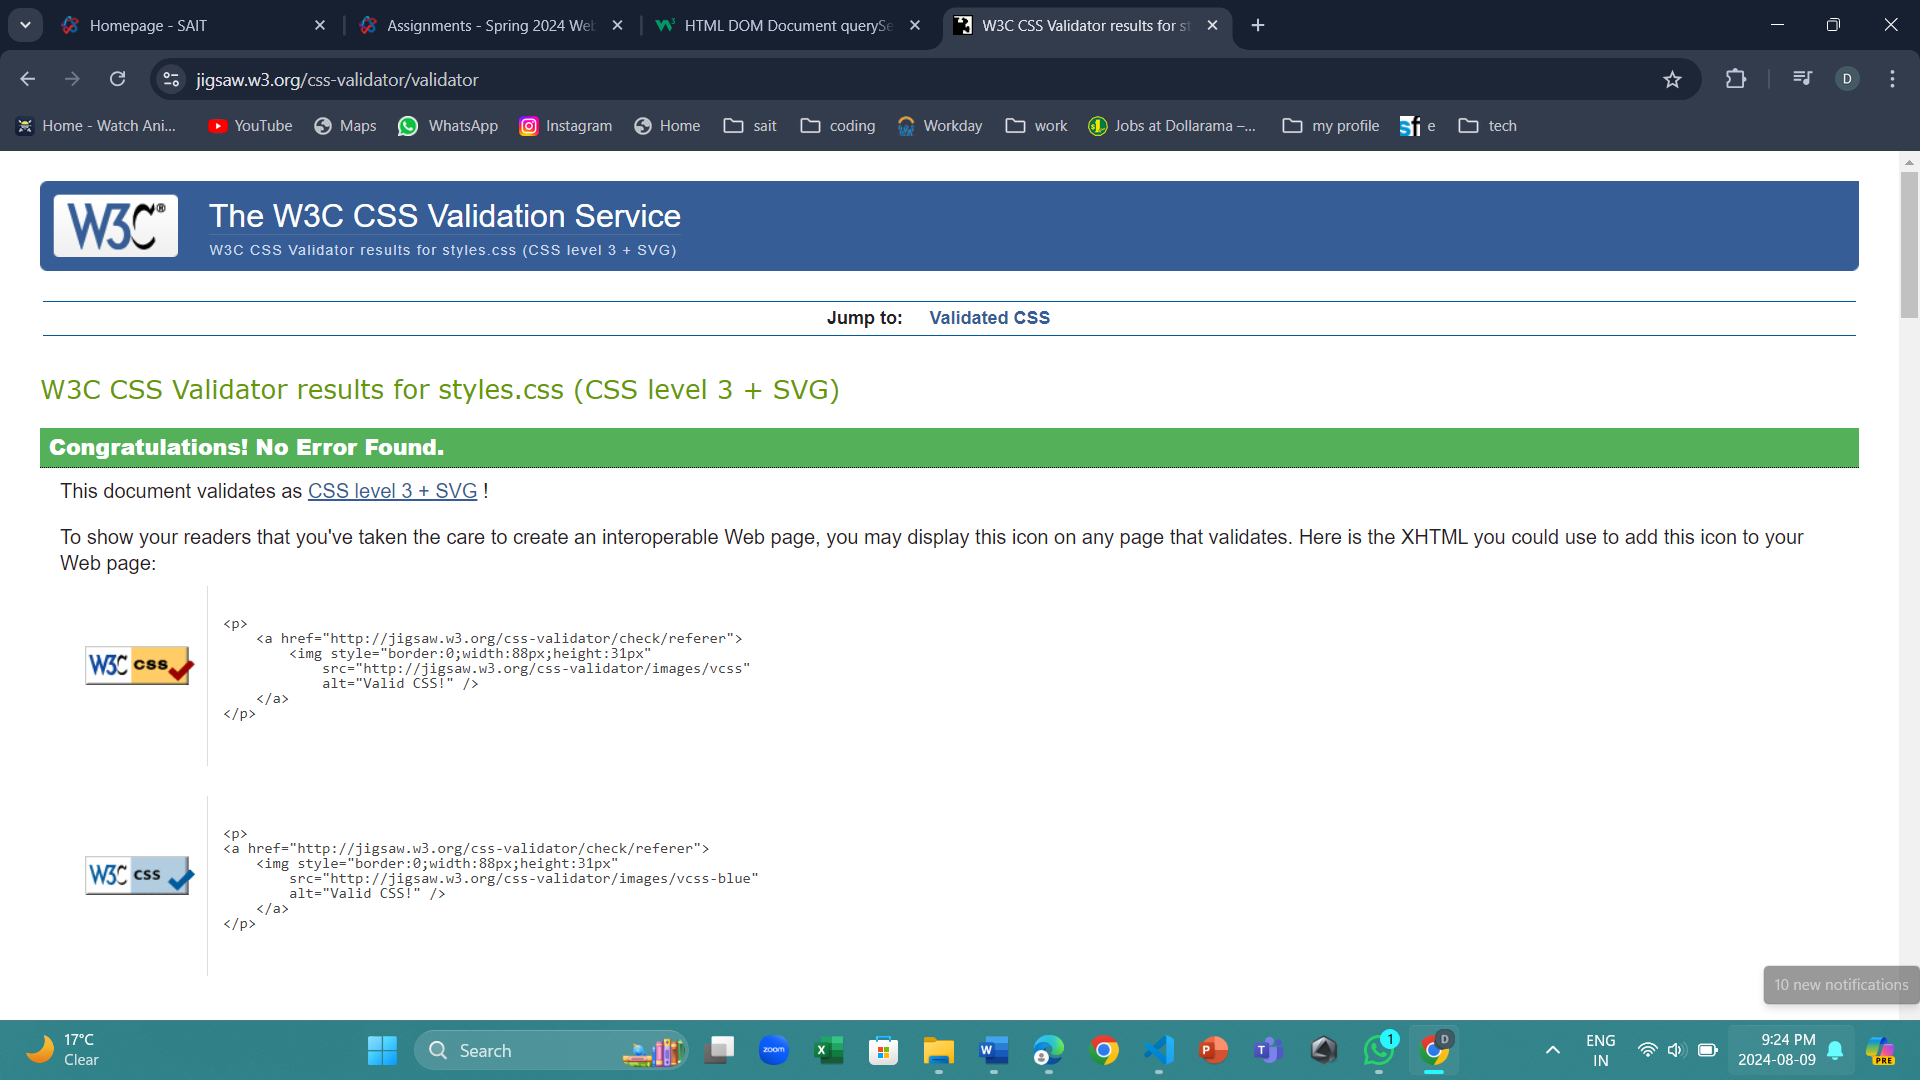 Homepage - SAIT
Assignments - Spring 2024 We
HTML DOM Document queryS
W3C CSS Validator results for st
jigsaw.w3.org/css-validator/validator
D
Home - Watch Ani...
YouTube
Maps
WhatsApp
Instagram
Home
sait
coding
Workday
work
Jobs at Dollarama –...
my profile
e
tech
W3C®
The W3C CSS Validation Service
W3C CSS Validator results for styles.css (CSS level 3 + SVG)
Jump to: Validated CSS
W3C CSS Validator results for styles.css (CSS level 3 + SVG)
Congratulations! No Error Found.
This document validates as CSS level 3 + SVG !
To show your readers that you've taken the care to create an interoperable Web page, you may display this icon on any page that validates. Here is the XHTML you could use to add this icon to your
Web page:
W3C css
<p>
<a href="http://jigsaw.w3.org/css-validator/check/referer">
<img style="border:0;width:88px;height:31px"
src="http://jigsaw.w3.org/css-validator/images/vcss"
alt="Valid CSS!" />
</a>
</p>
W3C css
<p>
<a href="http://jigsaw.w3.org/css-validator/check/referer">
<img style="border:0;width:88px;height:31px"
src="http://jigsaw.w3.org/css-validator/images/vcss-blue"
alt="Valid CSS!" />
</a>
</p>
10 new notifications
17°C
Clear
Search
zoom
1
D
ENG
IN
9:24 PM
2024-08-09
PRE